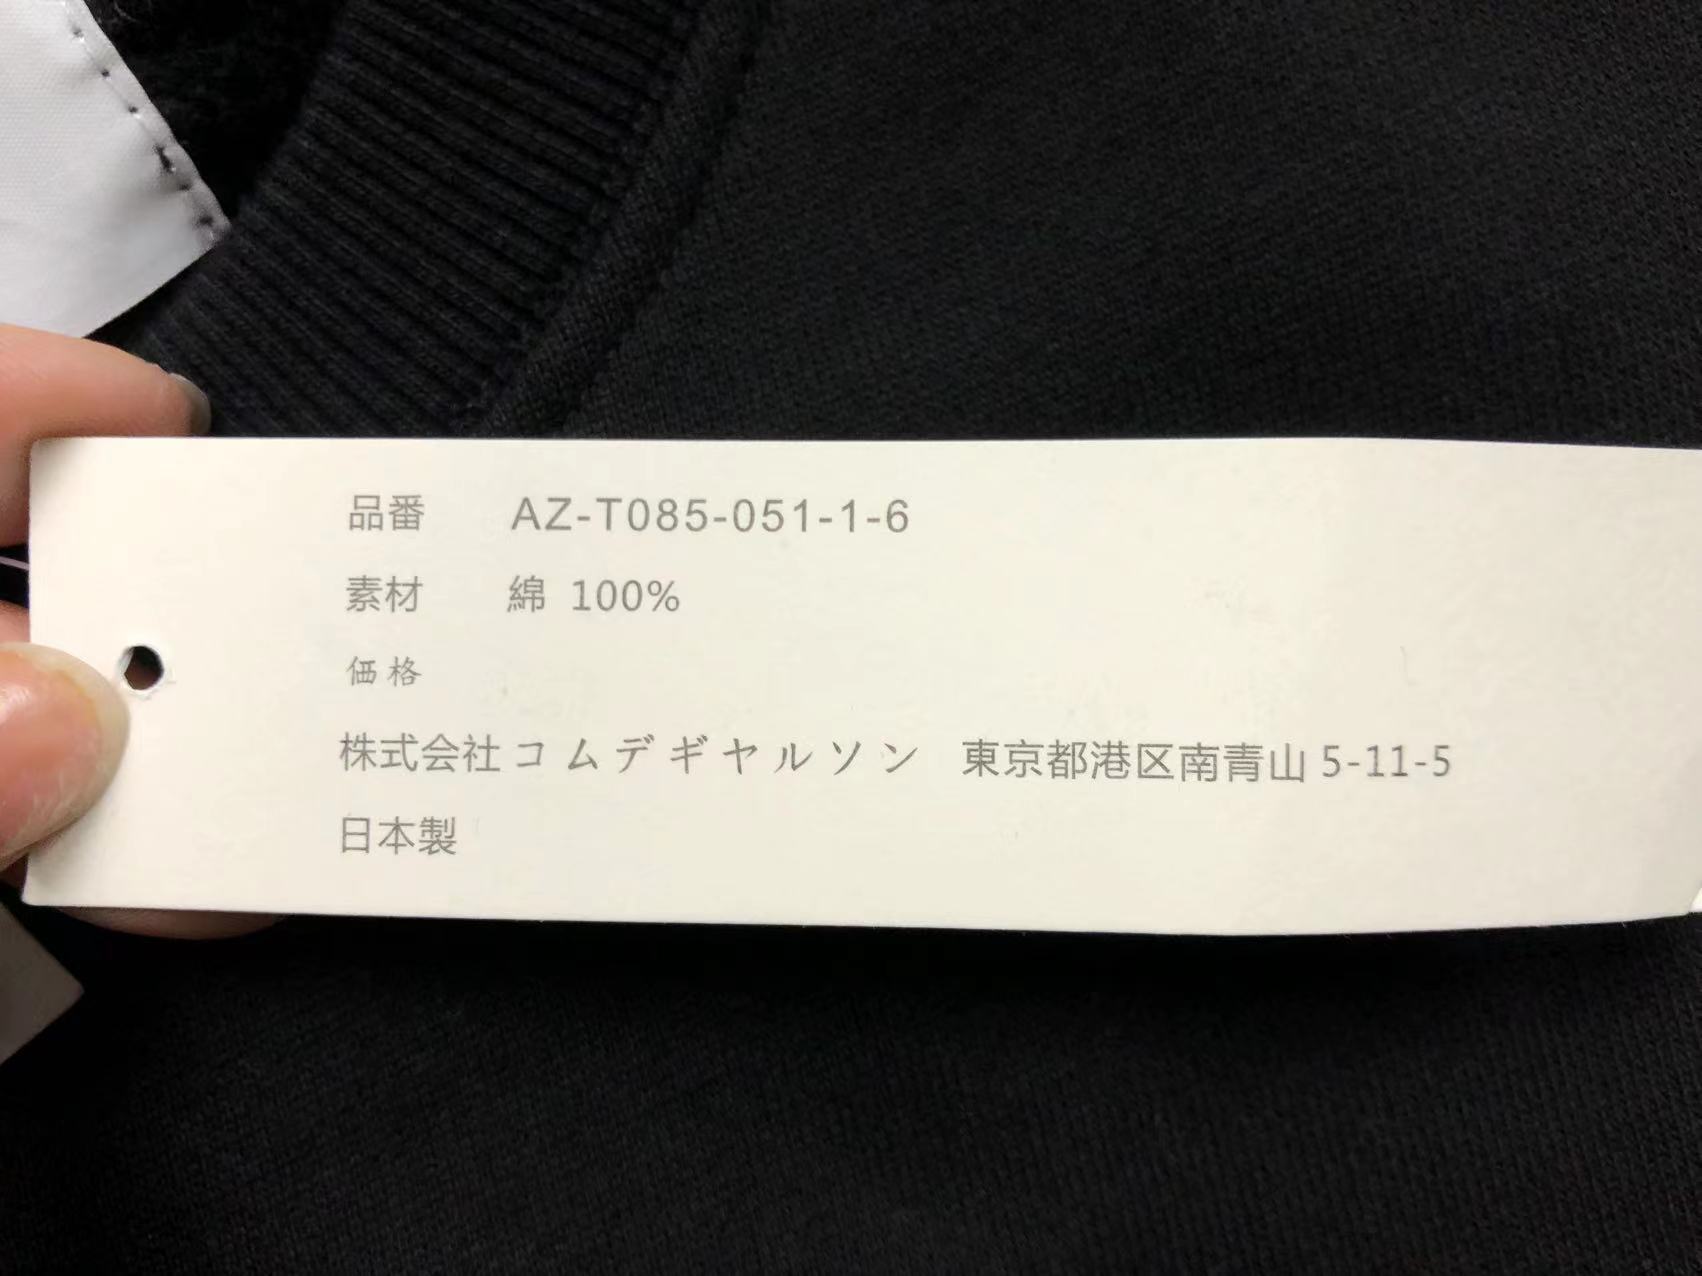 品番 AZ-T085-051-1-6
素材 綿 100%
価格
株式会社コムデギヤルソン 東京都港区南青山 5-11-5
日本製